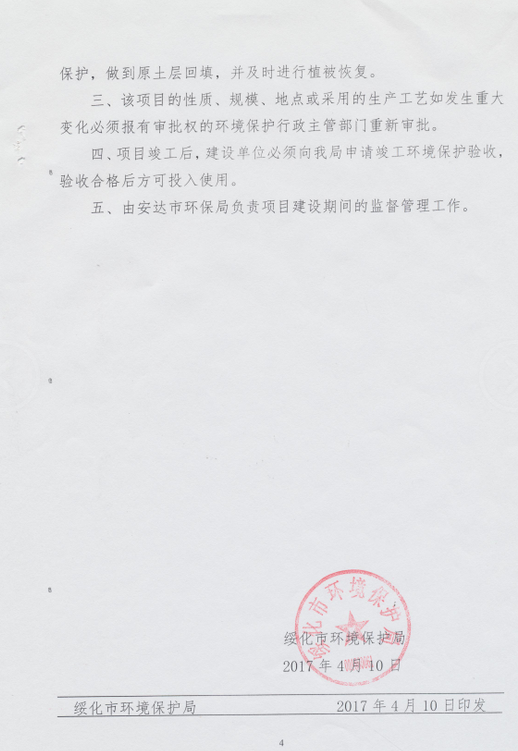 保护，做到原土层回填，并及时进行植被恢复。
三、该项目的性质、规模、地点或采用的生产工艺如发生重大
变化必须报有审批权的环境保护行政主管部门重新审批。
四、项目竣工后，建设单位必须向我局申请竣工环境保护验收，
验收合格后方可投入使用。
五、由安达市环保局负责项目建设期间的监督管理工作。
绥化市环境保护局
绥化市环境保护局
2017 年 4 月 10 日
绥化市环境保护局 2017 年 4 月 10 日印发
4